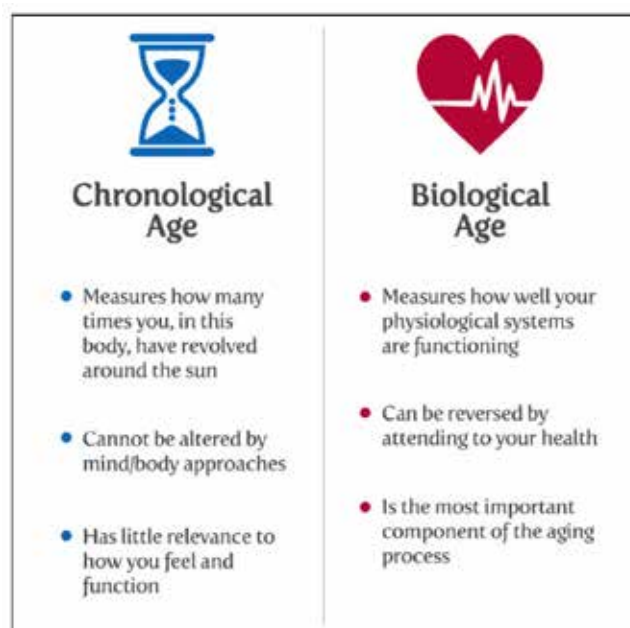 Chronological
Age
• Measures how many
times you, in this
body, have revolved
around the sun
• Cannot be altered by
mind/body approaches
• Has little relevance to
how you feel and
function
Biological
Age
• Measures how well your
physiological systems
are functioning
• Can be reversed by
attending to your health
• Is the most important
component of the aging
process